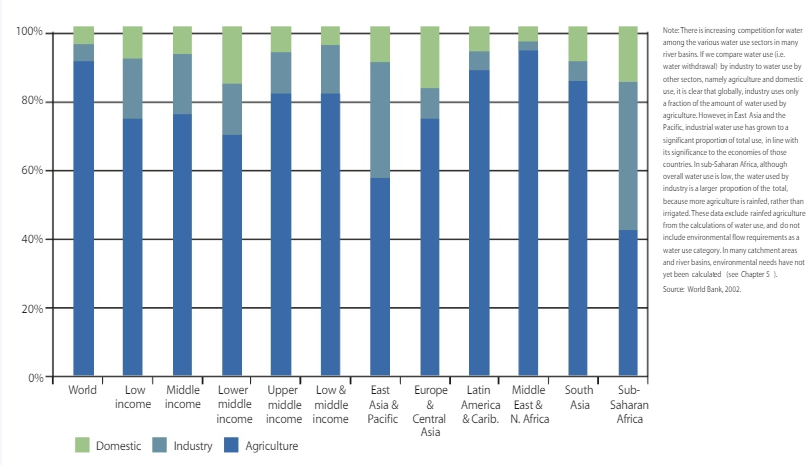 100%
80%
60%
40%
20%
0%
World
Low
income
Middle
income
Lower
middle
income
Upper
middle
income
Low &
middle
income
East
Asia &
Pacific
Europe
&
Central
Asia
Latin
America
& Carib.
Middle
East &
N. Africa
South
Asia
Sub-
Saharan
Africa
Domestic Industry Agriculture
Note: There is increasing competition for water
among the various water use sectors in many
river basins. If we compare water use (i.e.
water withdrawal) by industry to water use by
other sectors, namely agriculture and domestic
use, it is clear that globally, industry uses only
a fraction of the amount of water used by
agriculture. However, in East Asia and the
Pacific, industrial water use has grown to a
significant proportion of total use, in line with
its significance to the economies of those
countries. In sub-Saharan Africa, although
overall water use is low, the water used by
industry is a larger proportion of the total,
because more agriculture is rainfed, rather than
irrigated. These data exclude rainfed agriculture
from the calculations of water use, and do not
include environmental flow requirements as a
water use category. In many catchment areas
and river basins, environmental needs have not
yet been calculated (see Chapter 5 ).
Source: World Bank, 2002.